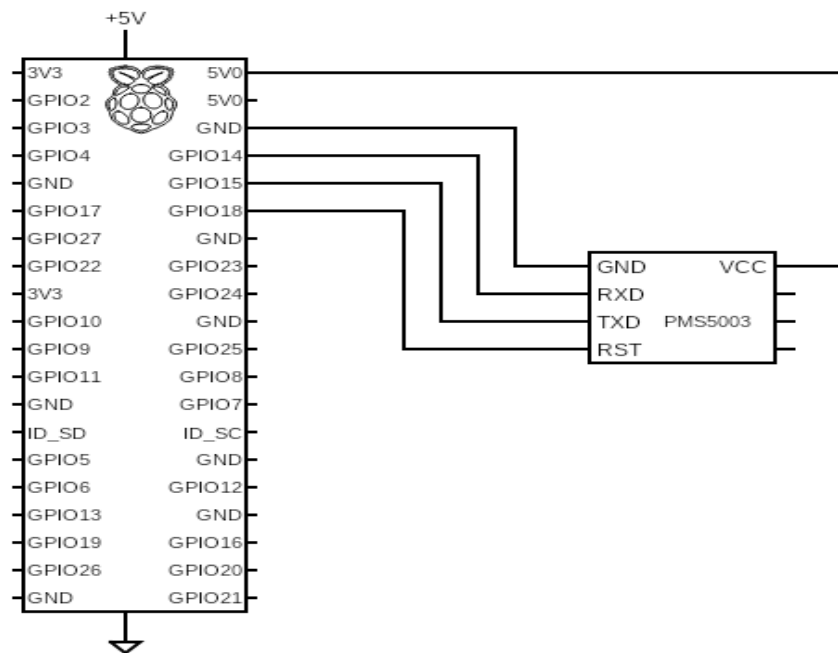 +5V
3V3 5V0
GPIO2 5V0
GPIO3 GND
GPIO4 GPIO14
GND GPIO15
GPIO17 GPIO18
GPIO27 GND
GPIO22 GPIO23
3V3 GPIO24
GPIO10 GND
GPIO9 GPIO25
GPIO11 GPIO8
GND GPIO7
ID_SD ID_SC
GPIO5 GND
GPIO6 GPIO12
GPIO13 GND
GPIO19 GPIO16
GPIO26 GPIO20
GND GPIO21
GND VCC
RXD
TXD PMS5003
RST